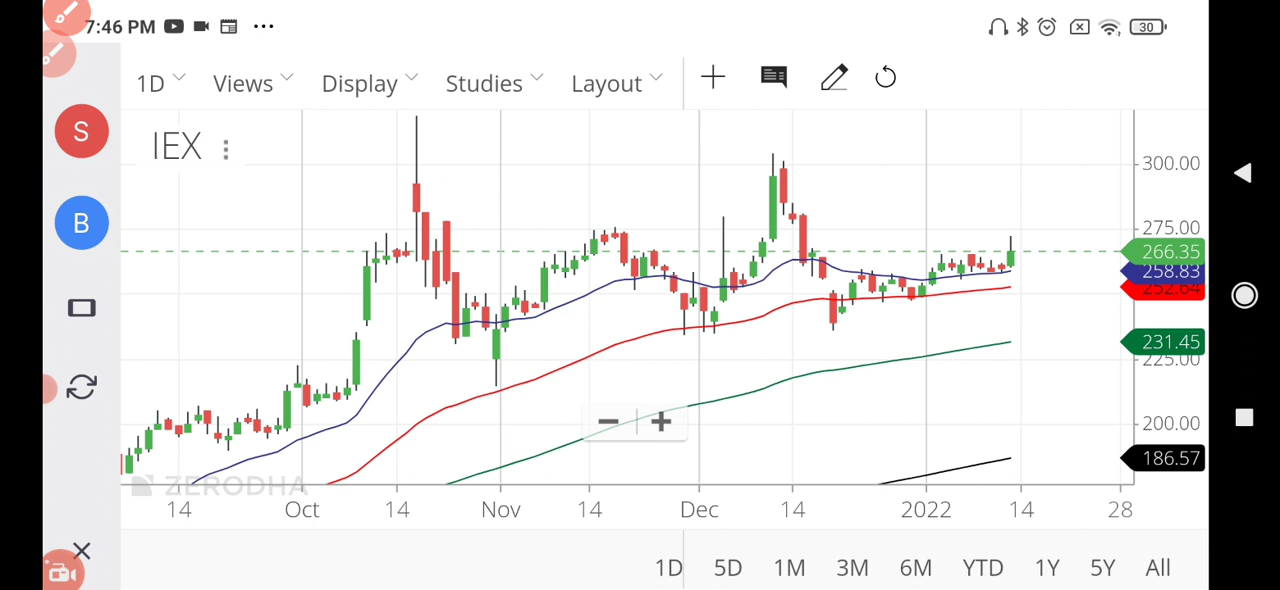 7:46 PM ... 30
1D Views Display Studies Layout
S
IEX
300.00
B
275.00
266.35
258.83
252.64
231.45
225.00
200.00
186.57
ZERODHA
14 Oct 14 Nov 14 Dec 14 2022 14 28
1D 5D 1M 3M 6M YTD 1Y 5Y All